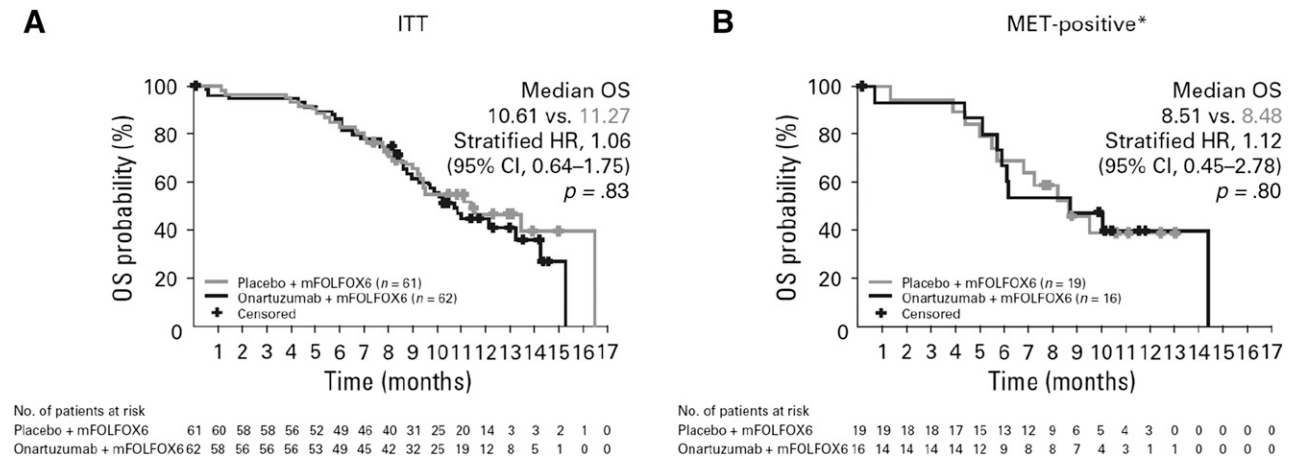 A
ITT
OS probability (%)
100
80
60
40
20
0
Median OS
10.61 vs. 11.27
Stratified HR, 1.06
(95% CI, 0.64–1.75)
p = .83
Placebo + mFOLFOX6 (n = 61)
Onartuzumab + mFOLFOX6 (n = 62)
Censored
1 2 3 4 5 6 7 8 9 10 11 12 13 14 15 16 17
Time (months)
No. of patients at risk
Placebo + mFOLFOX6 61 60 58 58 56 52 49 46 40 31 25 20 14 3 3 2 1 0
Onartuzumab + mFOLFOX6 62 58 56 56 56 53 49 45 42 32 25 19 12 8 5 1 0 0
B
MET-positive*
OS probability (%)
100
80
60
40
20
0
Median OS
8.51 vs. 8.48
Stratified HR, 1.12
(95% CI, 0.45–2.78)
p = .80
Placebo + mFOLFOX6 (n = 19)
Onartuzumab + mFOLFOX6 (n = 16)
Censored
1 2 3 4 5 6 7 8 9 10 11 12 13 14 15 16 17
Time (months)
No. of patients at risk
Placebo + mFOLFOX6 19 19 18 18 17 15 13 12 9 6 5 4 3 0 0 0 0 0
Onartuzumab + mFOLFOX6 16 14 14 14 14 12 9 8 8 7 4 3 1 1 0 0 0 0